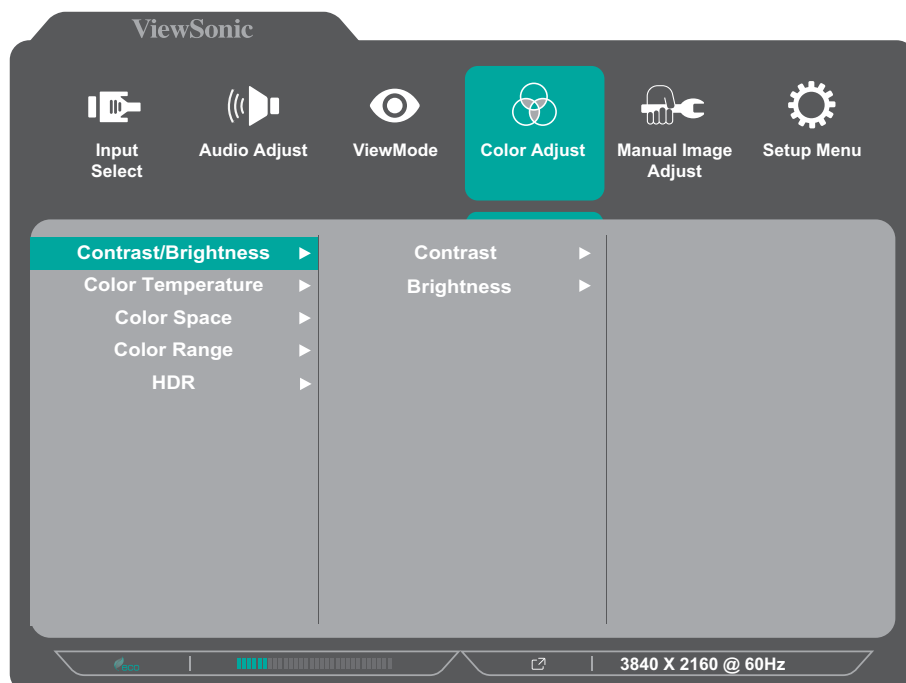 ViewSonic
Input
Select
Audio Adjust
ViewMode
Color Adjust
Manual Image
Adjust
Setup Menu
Contrast/Brightness
Color Temperature
Color Space
Color Range
HDR
Contrast
Brightness
eco
3840 X 2160 @ 60Hz